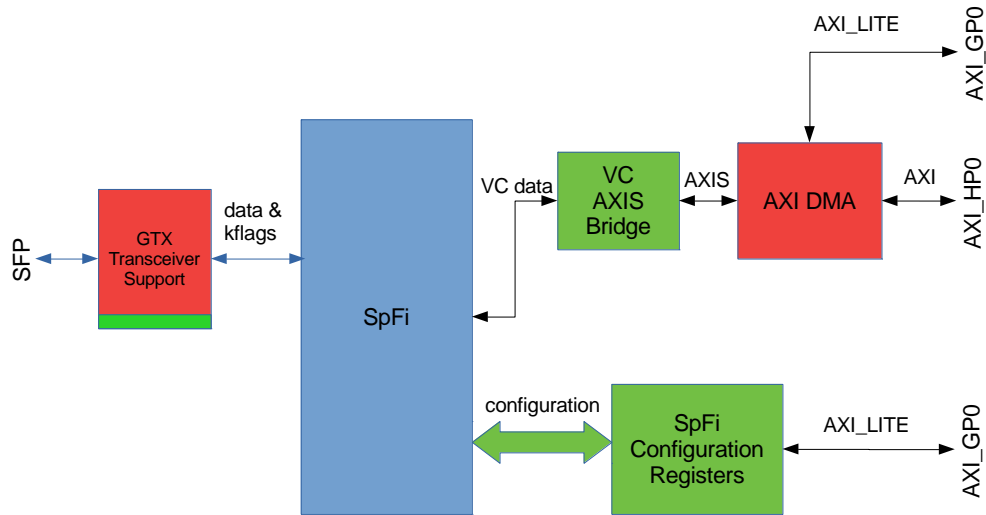 AXI_LITE
AXI_GP0
VC data
VC
AXIS
Bridge
AXIS
AXI DMA
AXI
AXI_HP0
SFP
GTX
Transceiver
Support
data &
kflags
SpFi
configuration
SpFi
Configuration
Registers
AXI_LITE
AXI_GP0